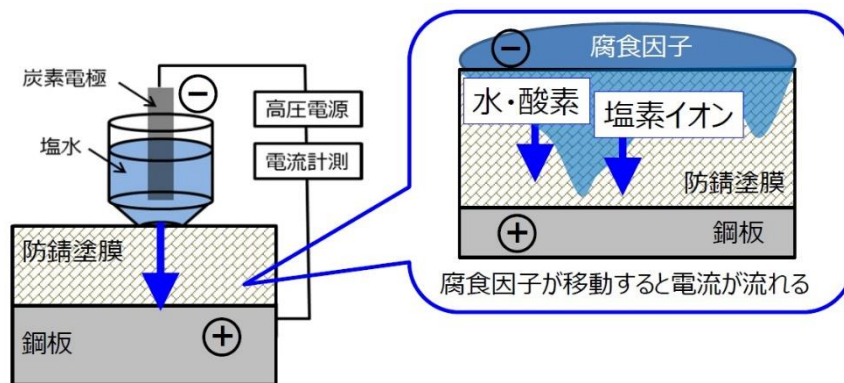 炭素電極
塩水
−
高圧電源
電流計測
防錆塗膜
鋼板
+
−
腐食因子
水・酸素
塩素イオン
防錆塗膜
+
鋼板
腐食因子が移動すると電流が流れる